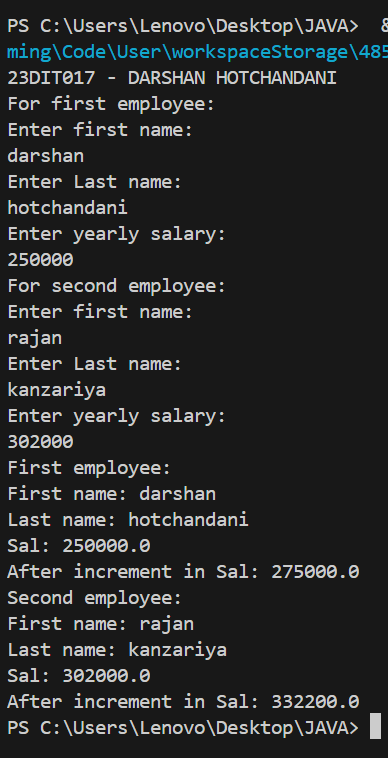 PS C:\Users\Lenovo\Desktop\JAVA>  &
ming\Code\User\workspaceStorage\485
23DIT017 - DARSHAN HOTCHANDANI
For first employee:
Enter first name:
darshan
Enter Last name:
hotchandani
Enter yearly salary:
250000
For second employee:
Enter first name:
rajan
Enter Last name:
kanzariya
Enter yearly salary:
302000
First employee:
First name: darshan
Last name: hotchandani
Sal: 250000.0
After increment in Sal: 275000.0
Second employee:
First name: rajan
Last name: kanzariya
Sal: 302000.0
After increment in Sal: 332200.0
PS C:\Users\Lenovo\Desktop\JAVA>